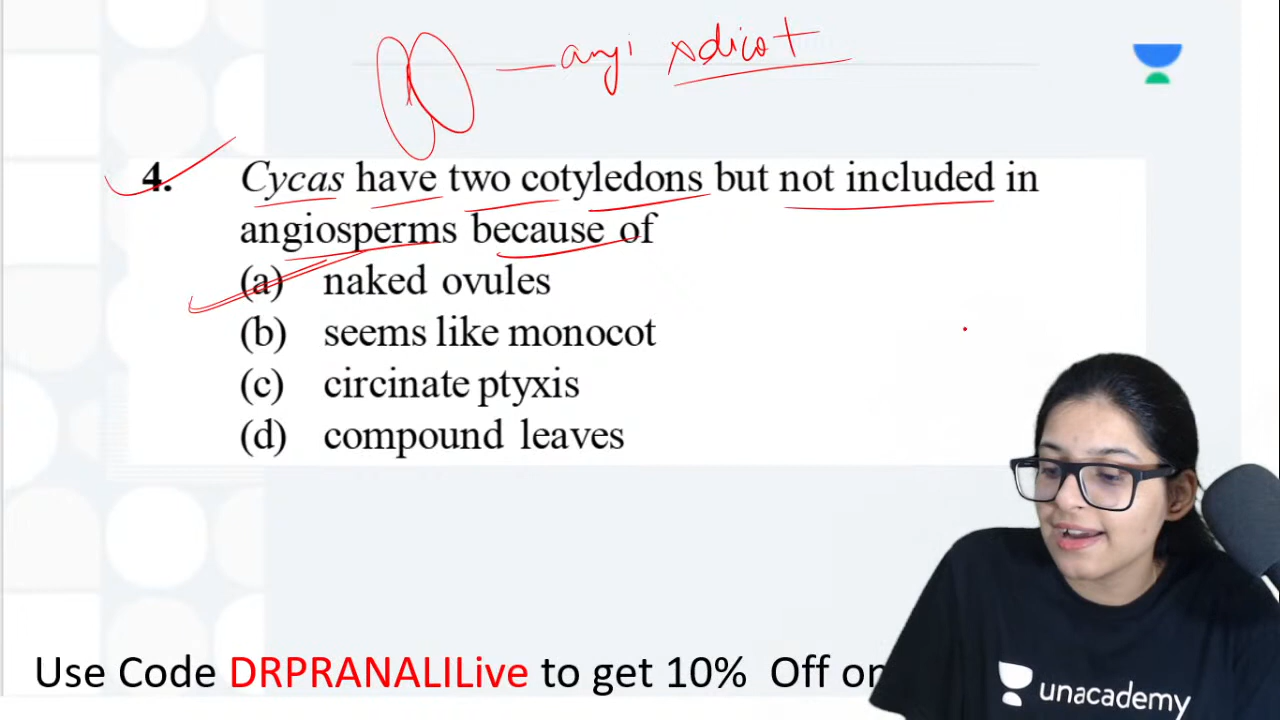 angi dicot
4. Cycas have two cotyledons but not included in
angiosperms because of
(a) naked ovules
(b) seems like monocot
(c) circinate ptyxis
(d) compound leaves
Use Code DRPRANALILive to get 10% Off on
unacademy